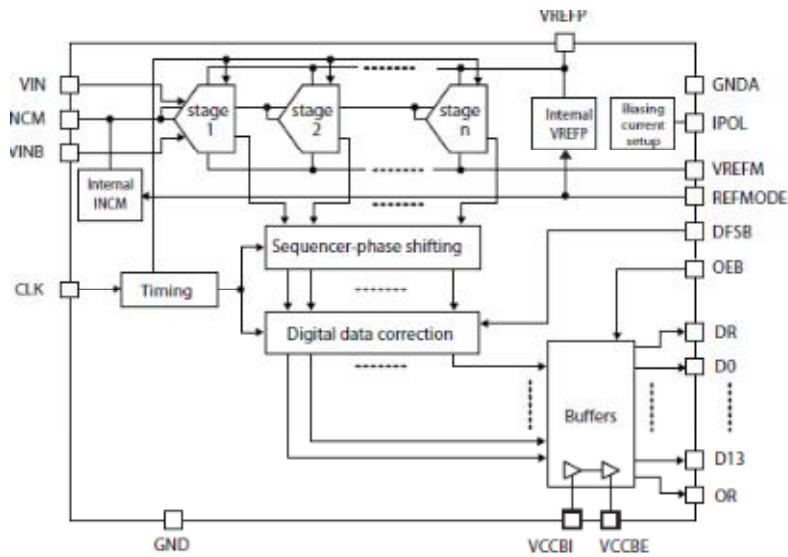 VREFP
VIN
GNDA
stage
1
stage
2
stage
n
Internal
VREFP
Biasing
current
setup
NCM
IPOL
VINB
VREFM
Internal
INCM
REFMODE
DFSB
Sequencer-phase shifting
OEB
CLK
Timing
Digital data correction
DR
D0
Buffers
D13
OR
GND
VCCBI
VCCBE